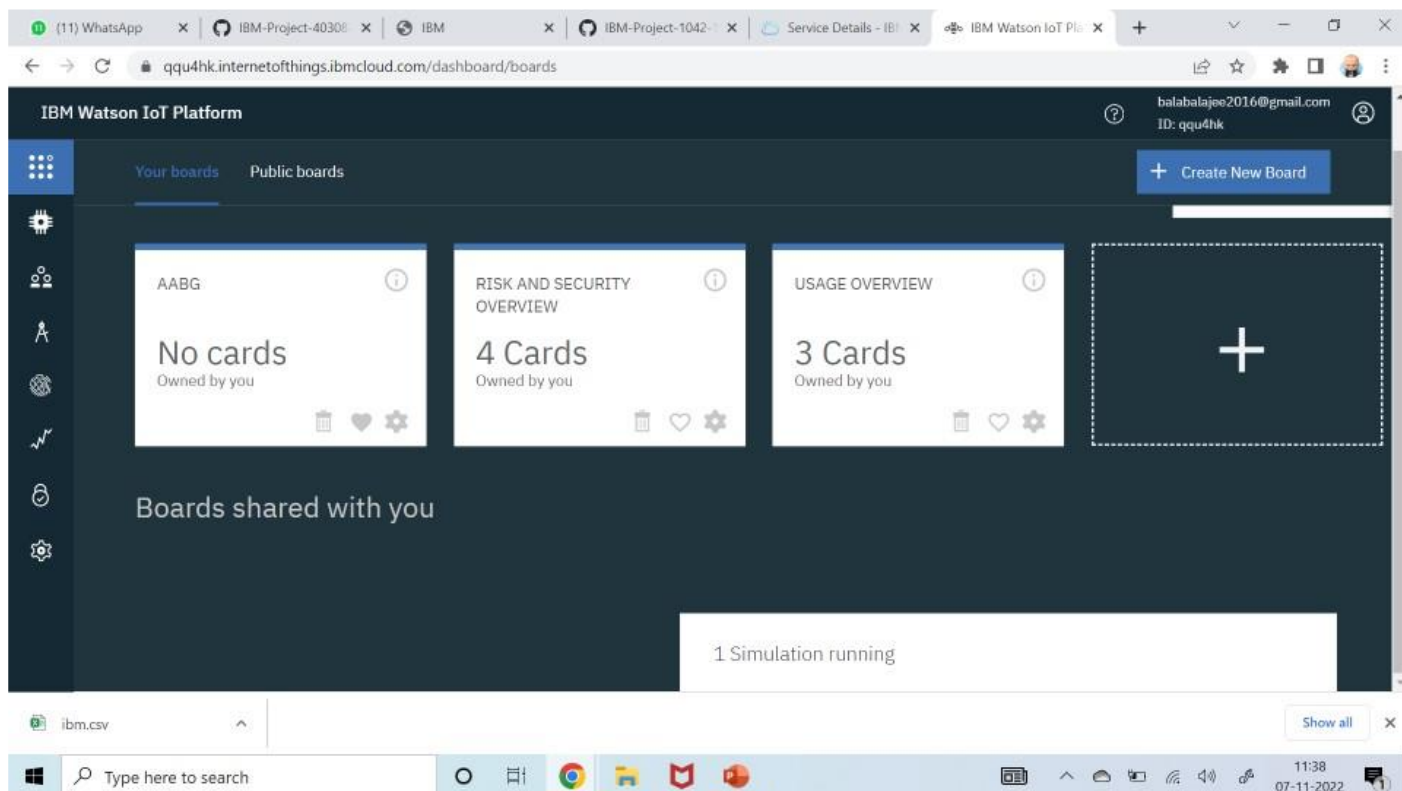 (11) WhatsApp
IBM-Project-40308
IBM
IBM-Project-1042-1
Service Details - IBM
IBM Watson IoT Pla
qqu4hk.internetofthings.ibmcloud.com/dashboard/boards
IBM Watson IoT Platform
balabalajee2016@gmail.com
ID: qqu4hk
Your boards
Public boards
+ Create New Board
AABG
No cards
Owned by you
RISK AND SECURITY
OVERVIEW
4 Cards
Owned by you
USAGE OVERVIEW
3 Cards
Owned by you
Boards shared with you
1 Simulation running
ibm.csv
Show all
Type here to search
11:38
07-11-2022
1